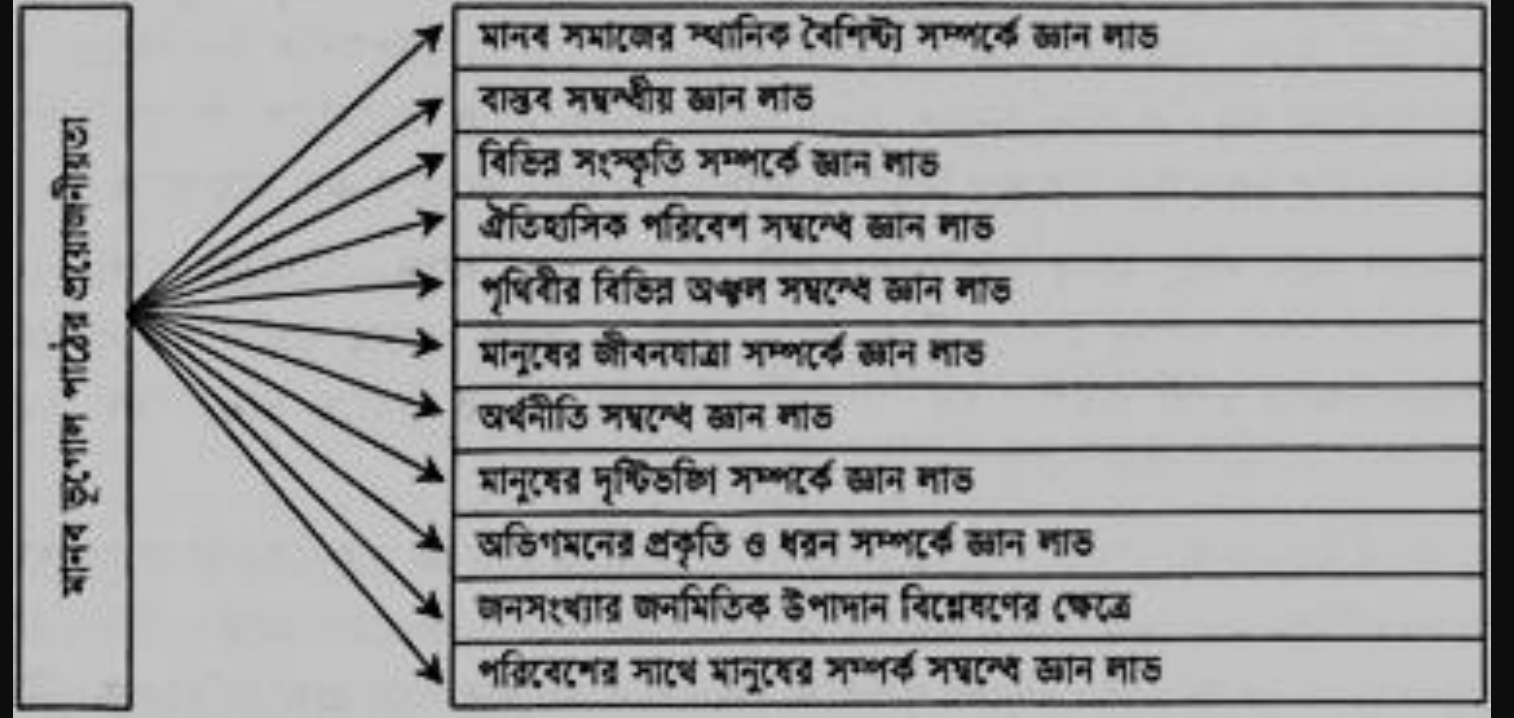 মানব ভূগোল পাঠের প্রয়োজনীয়তা
মানব সমাজের স্থানিক বৈশিষ্ট্য সম্পর্কে জ্ঞান লাভ
বাস্তব সম্বন্ধীয় জ্ঞান লাভ
বিভিন্ন সংস্কৃতি সম্পর্কে জ্ঞান লাভ
ঐতিহাসিক পরিবেশ সম্বন্ধে জ্ঞান লাভ
পৃথিবীর বিভিন্ন অঞ্চল সম্বন্ধে জ্ঞান লাভ
মানুষের জীবনযাত্রা সম্পর্কে জ্ঞান লাভ
অর্থনীতি সম্বন্ধে জ্ঞান লাভ
মানুষের দৃষ্টিভঙ্গি সম্পর্কে জ্ঞান লাভ
অভিগমনের প্রকৃতি ও ধরন সম্পর্কে জ্ঞান লাভ
জনসংখ্যার জনমিতিক উপাদান বিশ্লেষণের ক্ষেত্রে
পরিবেশের সাথে মানুষের সম্পর্ক সম্বন্ধে জ্ঞান লাভ